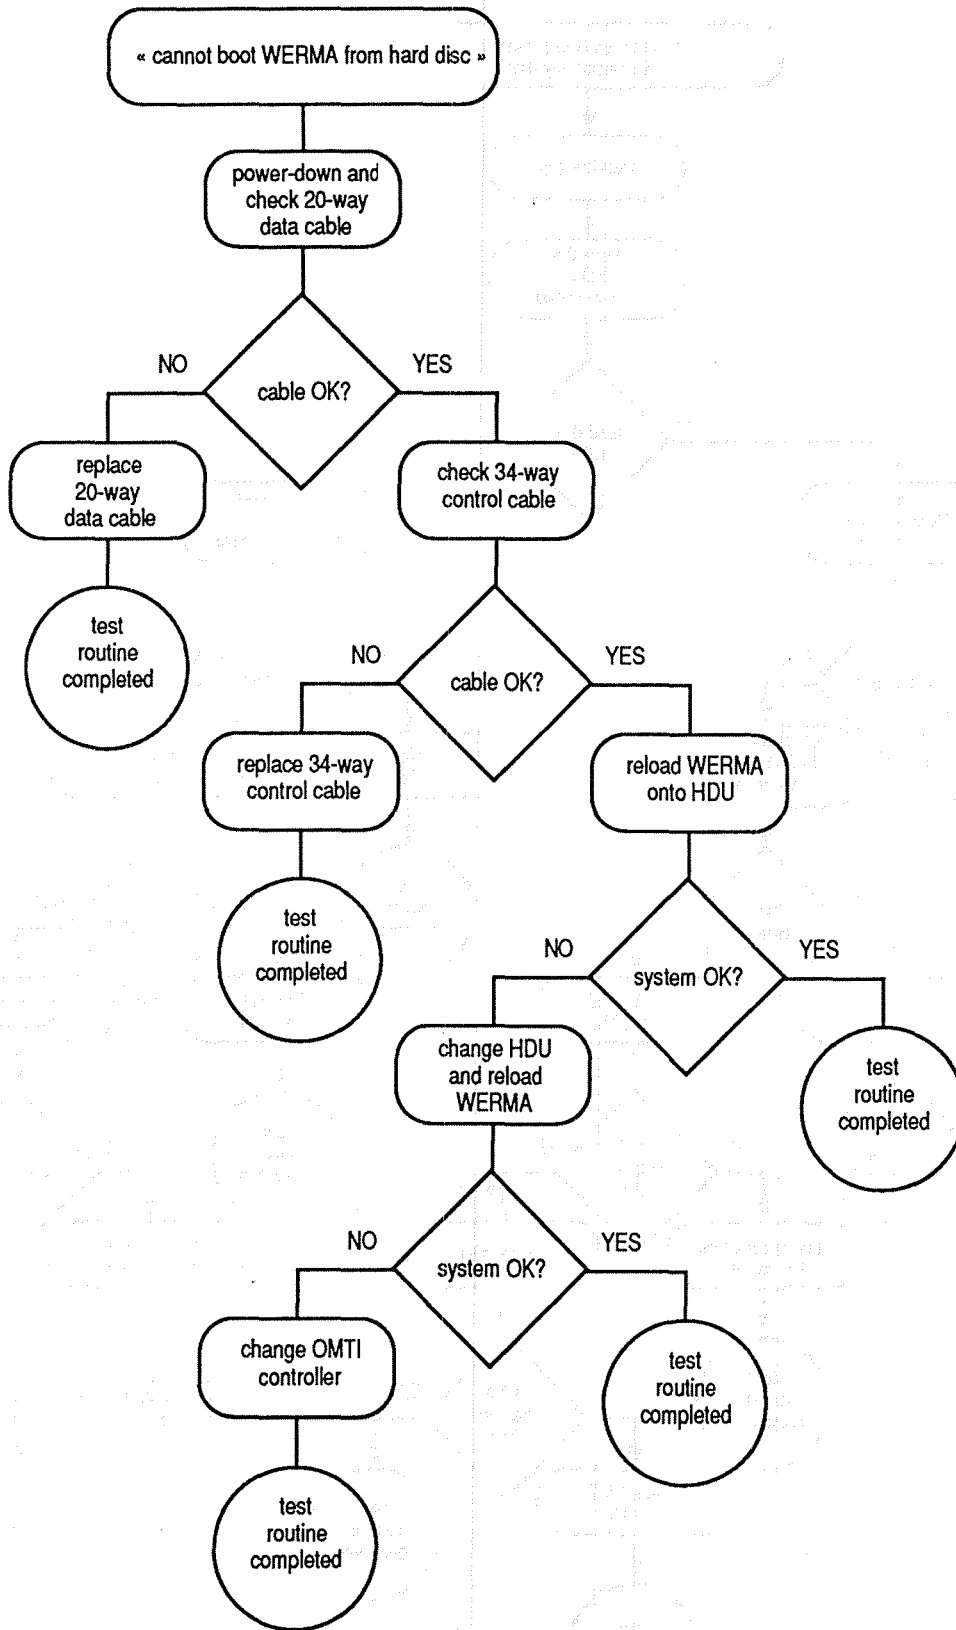 « cannot boot WERMA from hard disc »
power-down and
check 20-way
data cable
NO
YES
cable OK?
replace
20-way
data cable
check 34-way
control cable
test
routine
completed
NO
YES
cable OK?
replace 34-way
control cable
reload WERMA
onto HDU
test
routine
completed
NO
YES
system OK?
change HDU
and reload
WERMA
test
routine
completed
NO
YES
system OK?
change OMTI
controller
test
routine
completed
test
routine
completed